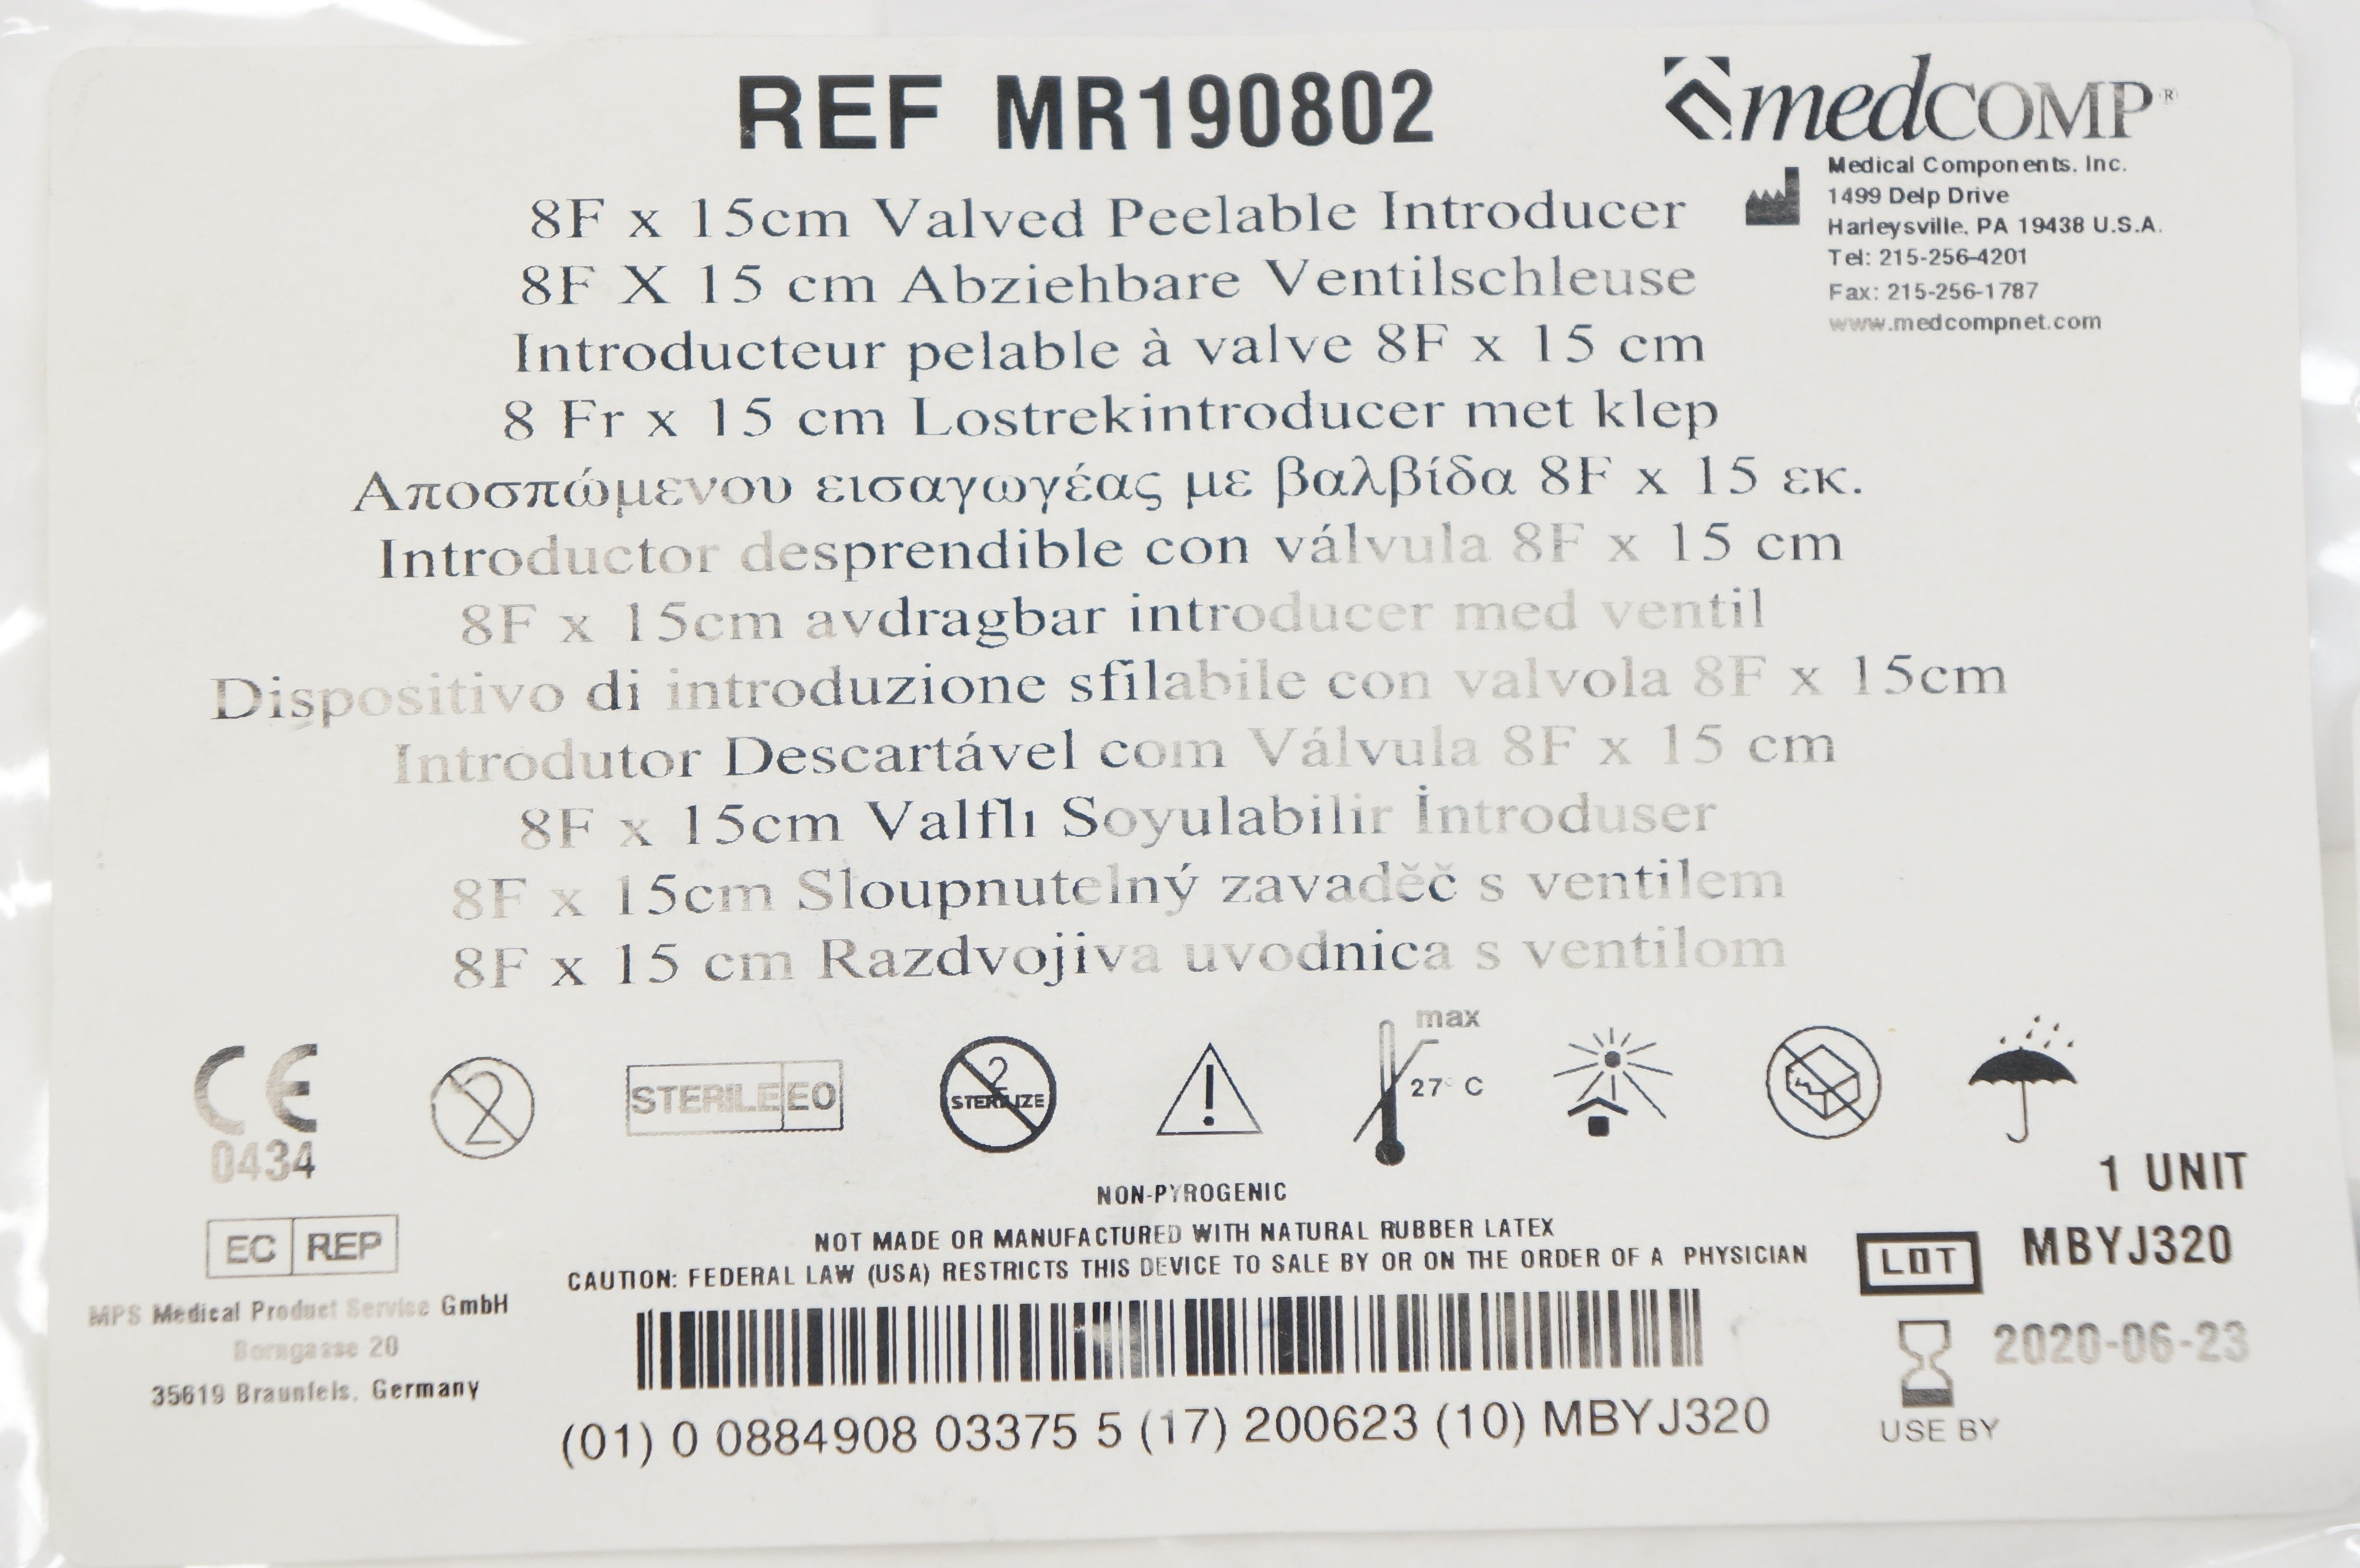 REF MR190802
medCOMP®
Medical Components, Inc.
1499 Delp Drive
Harleysville, PA 19438 U.S.A.
Tel: 215-256-4201
Fax: 215-256-1787
www.medcompnet.com
8F x 15cm Valved Peelable Introducer
8F X 15 cm Abziehbare Ventilschleuse
Introducteur pelable à valve 8F x 15 cm
8 Fr x 15 cm Lostrekintroducer met klep
Αποσπώμενου εισαγωγέας με βαλβίδα 8F x 15 εκ.
Introductor desprendible con válvula 8F x 15 cm
8F x 15cm avdragbar introducer med ventil
Dispositivo di introduzione sfilabile con valvola 8F x 15cm
Introdutor Descartável com Válvula 8F x 15 cm
8F x 15cm Valflı Soyulabilir İntroduser
8F x 15cm Sloupnutelný zavaděč s ventilem
8F x 15 cm Razdvojiva uvodnica s ventilom
CE
0434
2
STERILE EO
2
STERILIZE
!
max
27° C
1 UNIT
NON-PYROGENIC
NOT MADE OR MANUFACTURED WITH NATURAL RUBBER LATEX
CAUTION: FEDERAL LAW (USA) RESTRICTS THIS DEVICE TO SALE BY OR ON THE ORDER OF A PHYSICIAN
EC REP
MPS Medical Product Service GmbH
Borngasse 20
35619 Braunfels, Germany
LOT MBYJ320
2020-06-23
USE BY
(01) 0 0884908 03375 5 (17) 200623 (10) MBYJ320